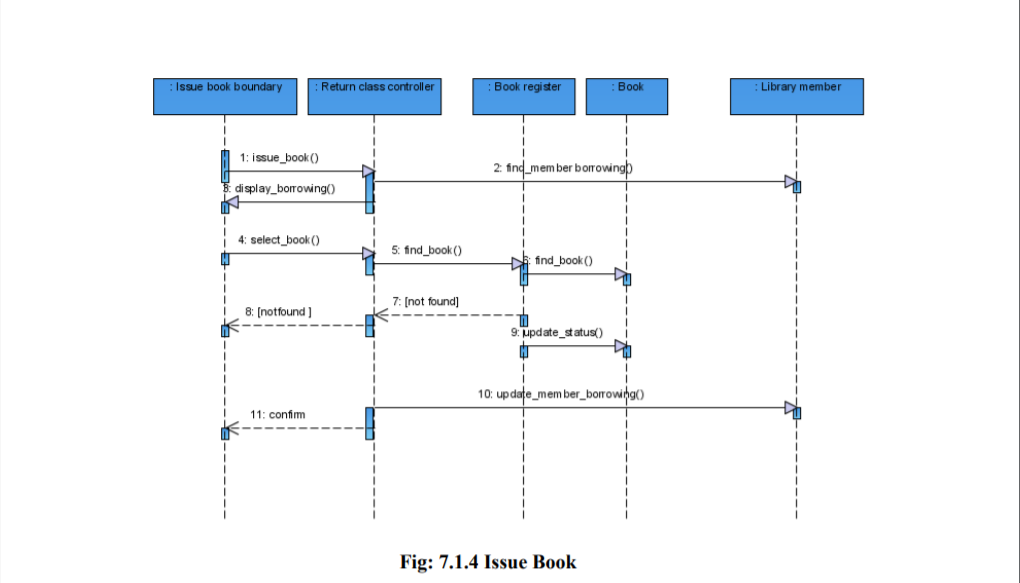 : Issue book boundary
: Return class controller
: Book register
: Book
: Library member
1: issue_book()
2: find_member borrowing()
3: display_borrowing()
4: select_book()
5: find_book()
6: find_book()
7: [not found]
8: [notfound ]
9: update_status()
10: update_member_borrowing()
11: confirm
Fig: 7.1.4 Issue Book